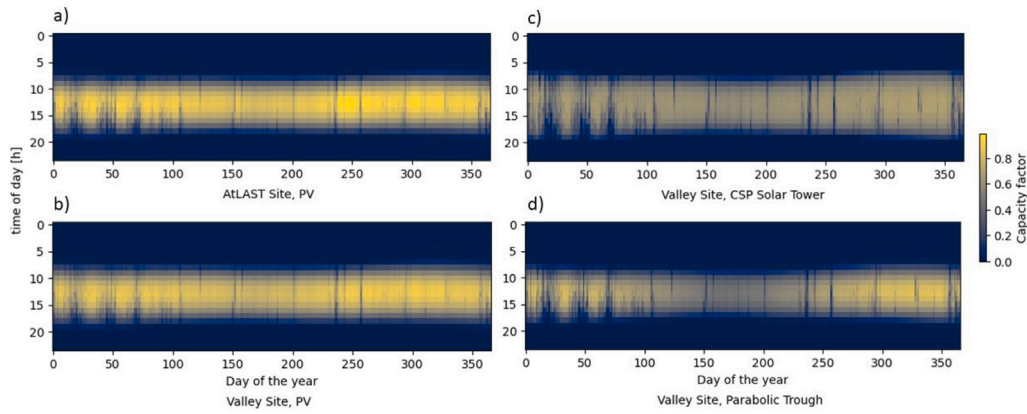 a)
0
5
10
15
20
0 50 100 150 200 250 300 350
AtLAST Site, PV
c)
0
5
10
15
20
0 50 100 150 200 250 300 350
Valley Site, CSP Solar Tower
time of day [h]
b)
0
5
10
15
20
0 50 100 150 200 250 300 350
Day of the year
Valley Site, PV
d)
0
5
10
15
20
0 50 100 150 200 250 300 350
Day of the year
Valley Site, Parabolic Trough
0.8
0.6
0.4
0.2
0.0
Capacity factor